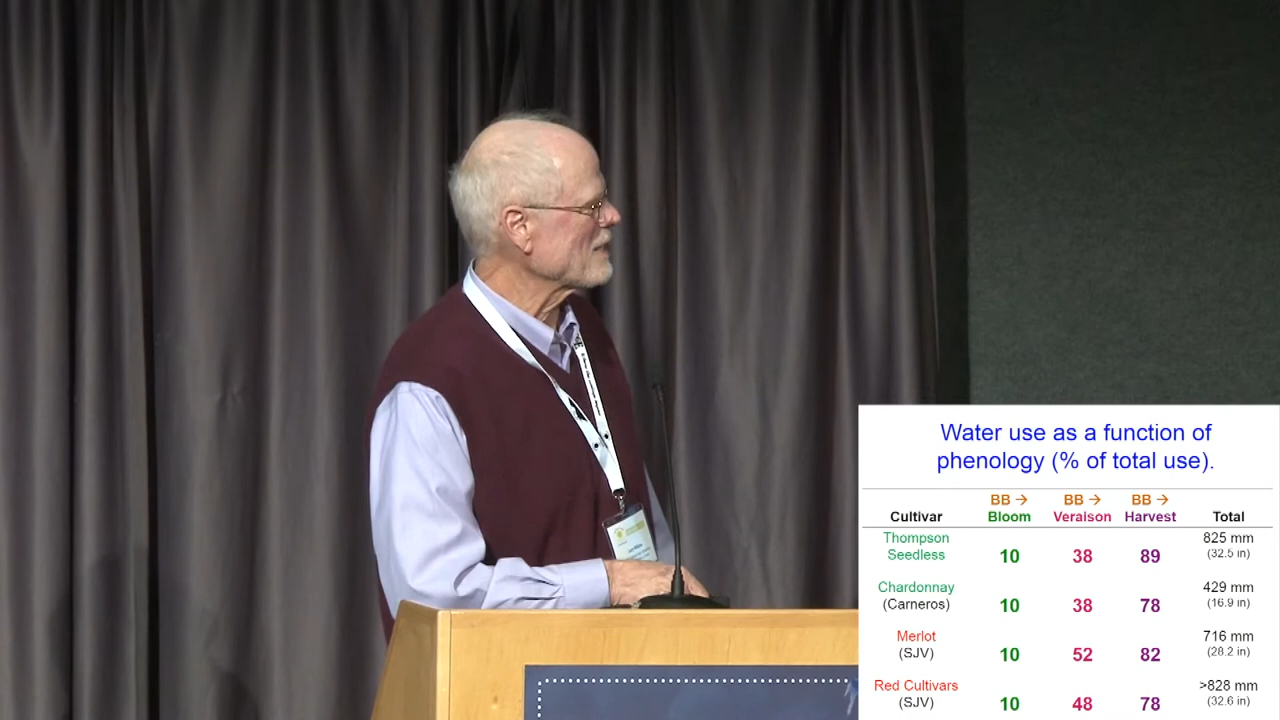 Water use as a function of
phenology (% of total use).
BB → BB → BB →
Cultivar Bloom Veraison Harvest Total
Thompson 825 mm
Seedless 10 38 89 (32.5 in)
Chardonnay 429 mm
(Carneros) 10 38 78 (16.9 in)
Merlot 716 mm
(SJV) 10 52 82 (28.2 in)
Red Cultivars >828 mm
(SJV) 10 48 78 (32.6 in)